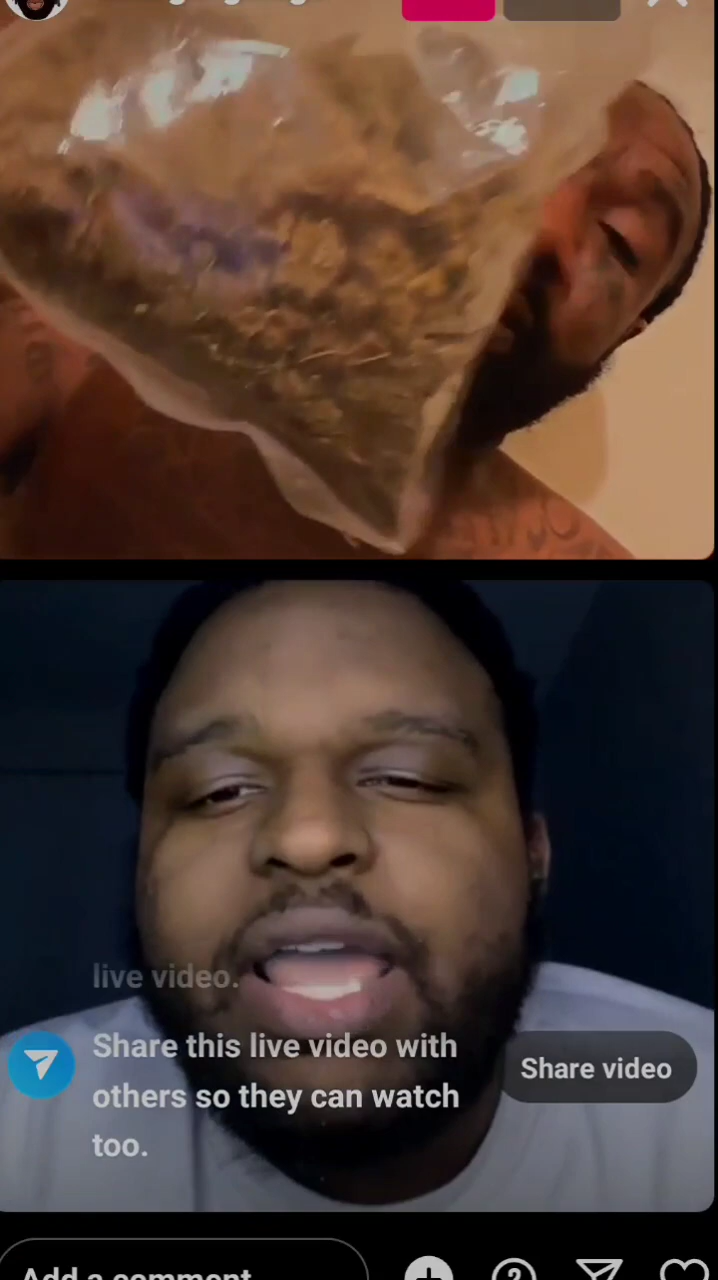 live video.
Share this live video with
others so they can watch
too.
Share video
Add a comment